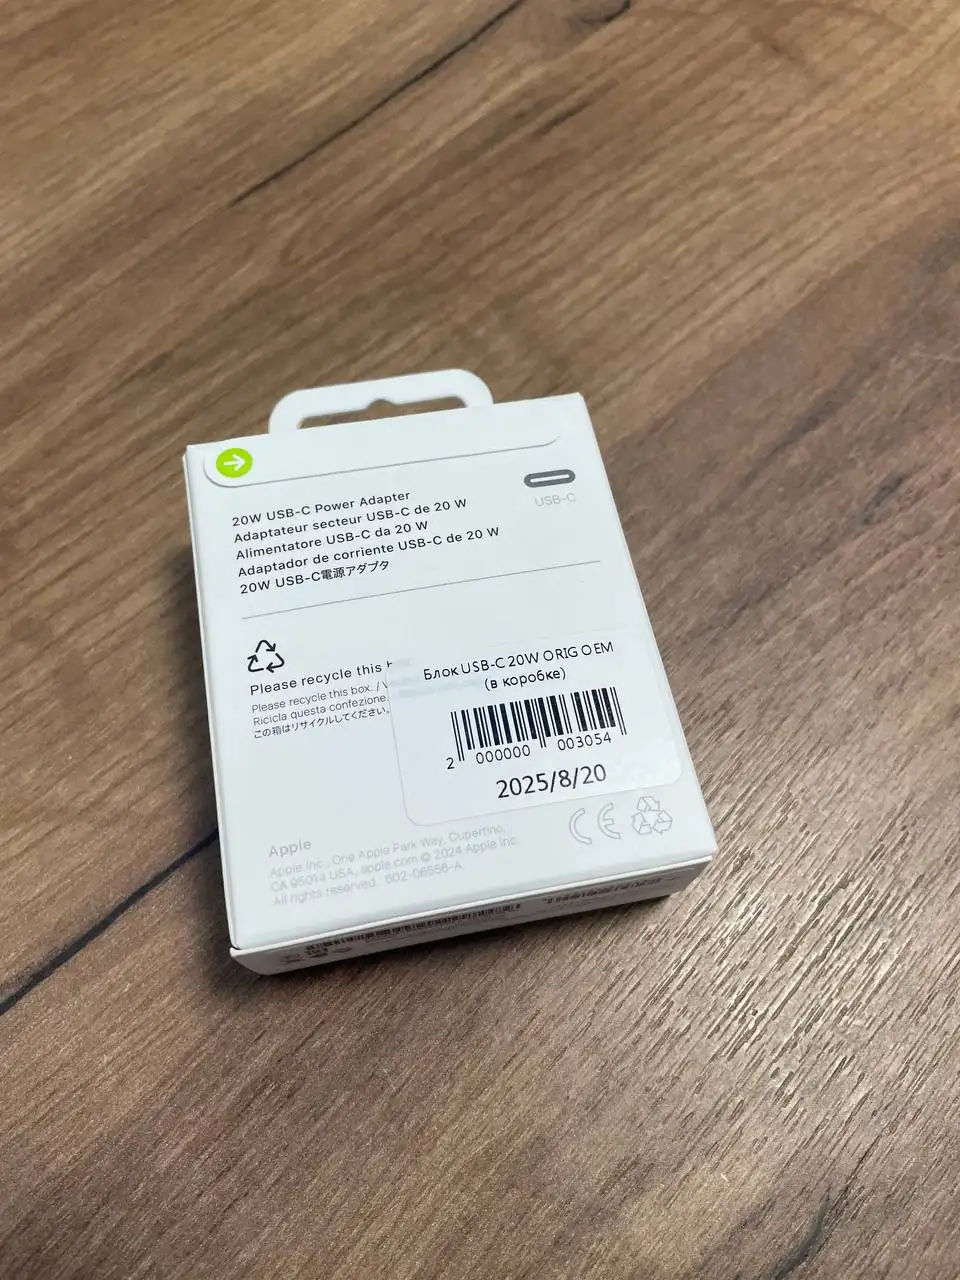 20W USB-C Power Adapter
Adaptateur secteur USB-C de 20 W
Alimentatore USB-C da 20 W
Adaptador de corriente USB-C de 20 W
20W USB-C電源アダプタ
USB-C
Please recycle this
Please recycle this box. /
Ricicla questa confezione.
この箱はリサイクルしてください。
Блок USB-C 20W ORIG OEM
(в коробке)
2 000000 003054
2025/8/20
Apple
Apple Inc., One Apple Park Way, Cupertino,
CA 95014 USA, apple.com © 2024 Apple Inc.
All rights reserved. 602-06556-A
CE